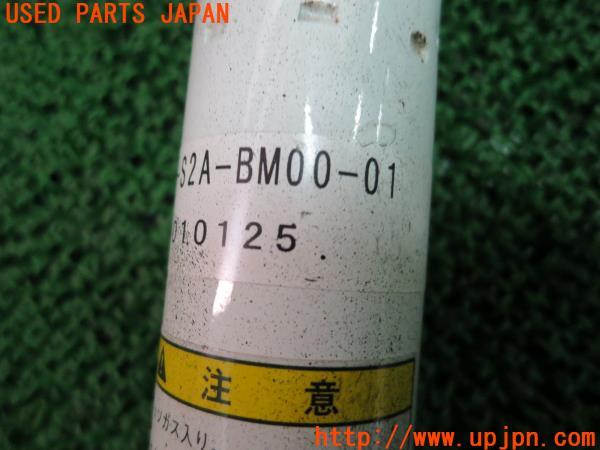 USED PARTS JAPAN
-S2A-BM00-01
010125
注意
ガス入り
http://www.upjpn.com/